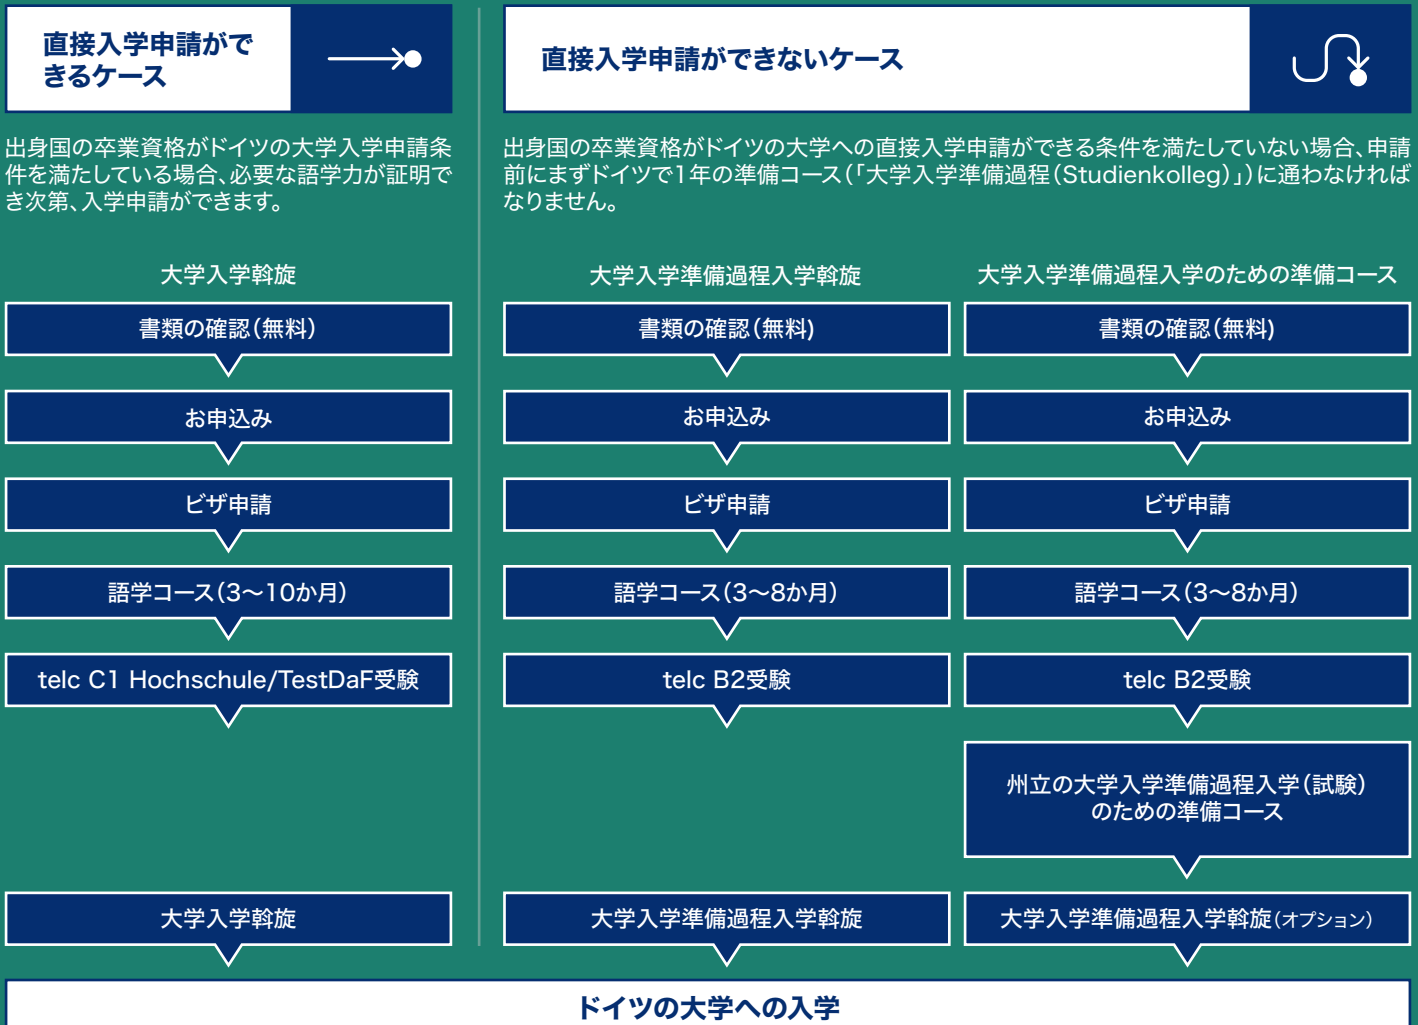 直接入学申請がで
きるケース
出身国の卒業資格がドイツの大学入学申請条
件を満たしている場合、必要な語学力が証明で
き次第、入学申請ができます。
大学入学斡旋
書類の確認（無料）
お申込み
ビザ申請
語学コース（3〜10か月）
telc C1 Hochschule/TestDaF受験
大学入学斡旋
直接入学申請ができないケース
出身国の卒業資格がドイツの大学への直接入学申請ができる条件を満たしていない場合、申請
前にまずドイツで1年の準備コース（「大学入学準備過程（Studienkolleg）」）に通わなければ
なりません。
大学入学準備過程入学斡旋
書類の確認（無料)
お申込み
ビザ申請
語学コース（3〜8か月）
telc B2受験
大学入学準備過程入学斡旋
大学入学準備過程入学のための準備コース
書類の確認（無料)
お申込み
ビザ申請
語学コース（3〜8か月）
telc B2受験
州立の大学入学準備過程入学（試験）
のための準備コース
大学入学準備過程入学斡旋（オプション）
ドイツの大学への入学